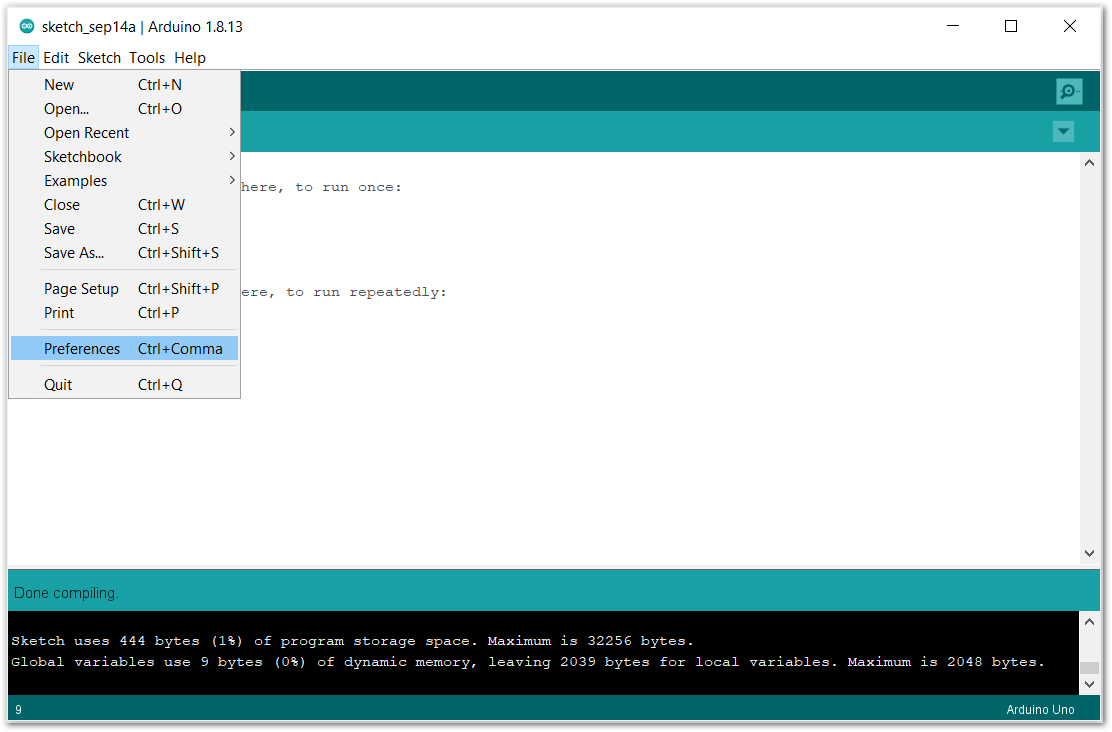 sketch_sep14a | Arduino 1.8.13
File Edit Sketch Tools Help
New Ctrl+N
Open... Ctrl+O
Open Recent
Sketchbook
Examples
Close Ctrl+W
Save Ctrl+S
Save As... Ctrl+Shift+S
Page Setup Ctrl+Shift+P
Print Ctrl+P
Preferences Ctrl+Comma
Quit Ctrl+Q
here, to run once:
ere, to run repeatedly:
Done compiling.
Sketch uses 444 bytes (1%) of program storage space. Maximum is 32256 bytes.
Global variables use 9 bytes (0%) of dynamic memory, leaving 2039 bytes for local variables. Maximum is 2048 bytes.
9 Arduino Uno